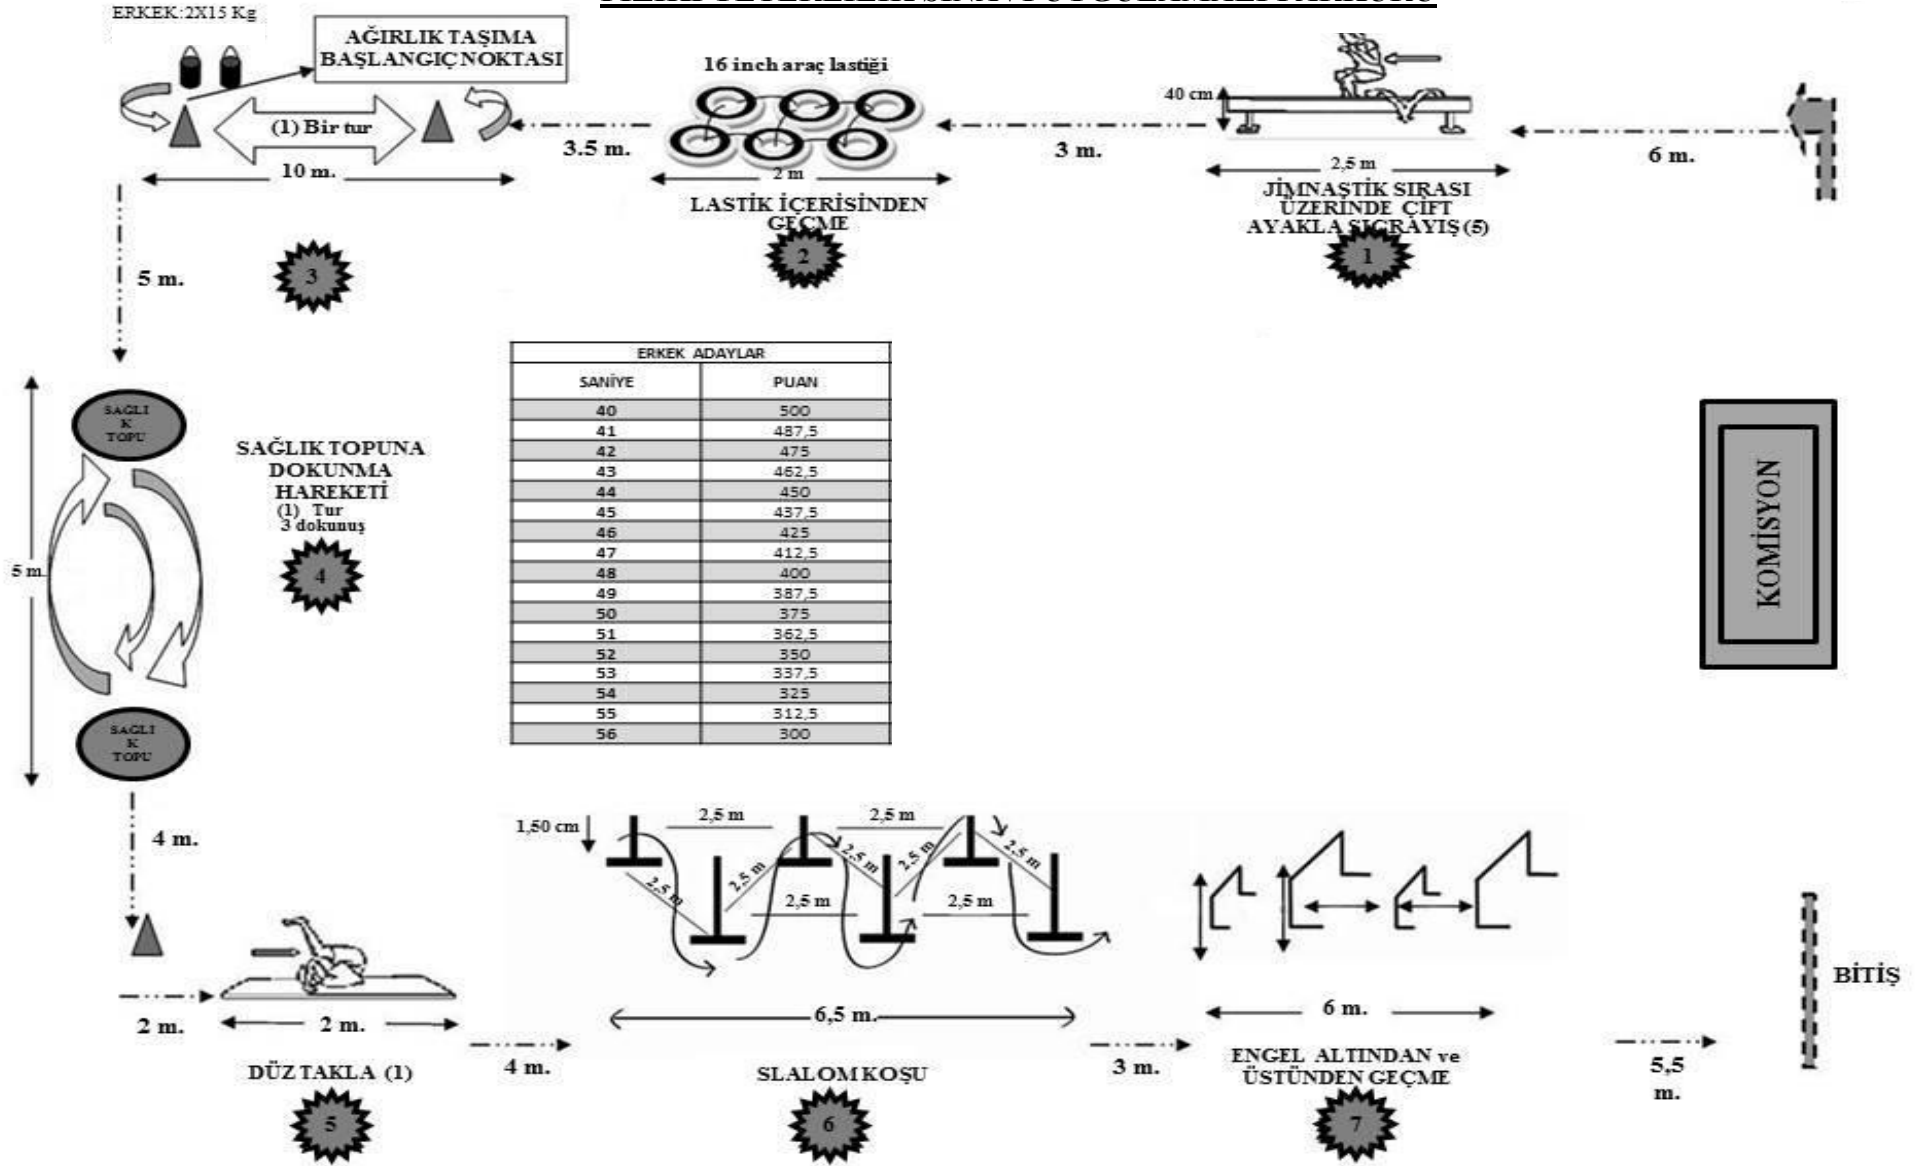 ERKEK:2X15 Kg
AĞIRLIK TAŞIMA
BAŞLANGIÇ NOKTASI
(1) Bir tur
10 m.
3.5 m.
16 inch araç lastiği
2 m
LASTİK İÇERİSİNDEN
GEÇME
2
3 m.
40 cm
2,5 m
JİMNASTİK SIRASI
ÜZERİNDE ÇİFT
AYAKLA SIÇRAYIŞ (5)
1
6 m.
3
5 m.
SAĞLI
K
TOPU
5 m.
SAĞLIK TOPUNA
DOKUNMA
HAREKETİ
(1) Tur
3 dokunuş
4
SAĞLI
K
TOPU
ERKEK ADAYLAR
SANİYE PUAN
40 500
41 487,5
42 475
43 462,5
44 450
45 437,5
46 425
47 412,5
48 400
49 387,5
50 375
51 362,5
52 350
53 337,5
54 325
55 312,5
56 300
KOMİSYON
4 m.
2 m.
2 m.
DÜZ TAKLA (1)
5
4 m.
1,50 cm
2,5 m
2,5 m
2,5 m
2,5 m
2,5 m
2,5 m
2,5 m
2,5 m
2,5 m
6,5 m.
SLALOM KOŞU
6
3 m.
6 m.
ENGEL ALTINDAN ve
ÜSTÜNDEN GEÇME
7
5,5
m.
BİTİŞ